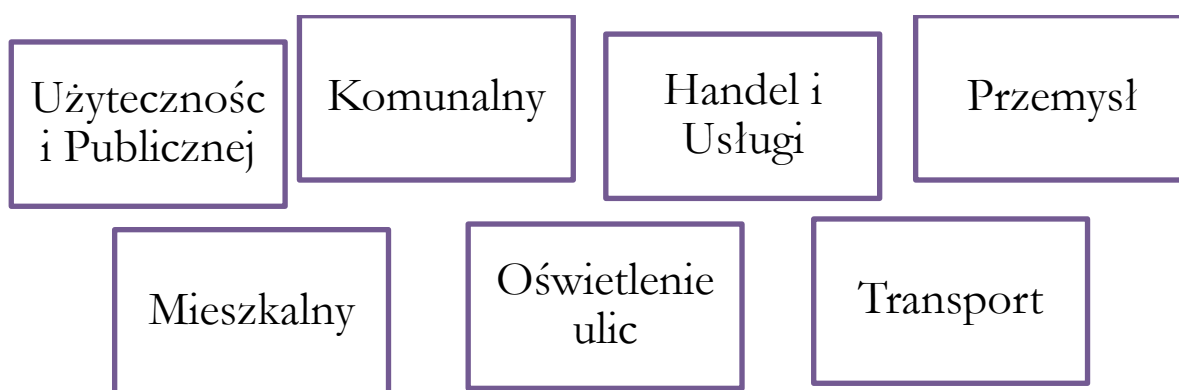 Użytecznośc
i Publicznej
Komunalny
Handel i
Usługi
Przemysł
Mieszkalny
Oświetlenie
ulic
Transport